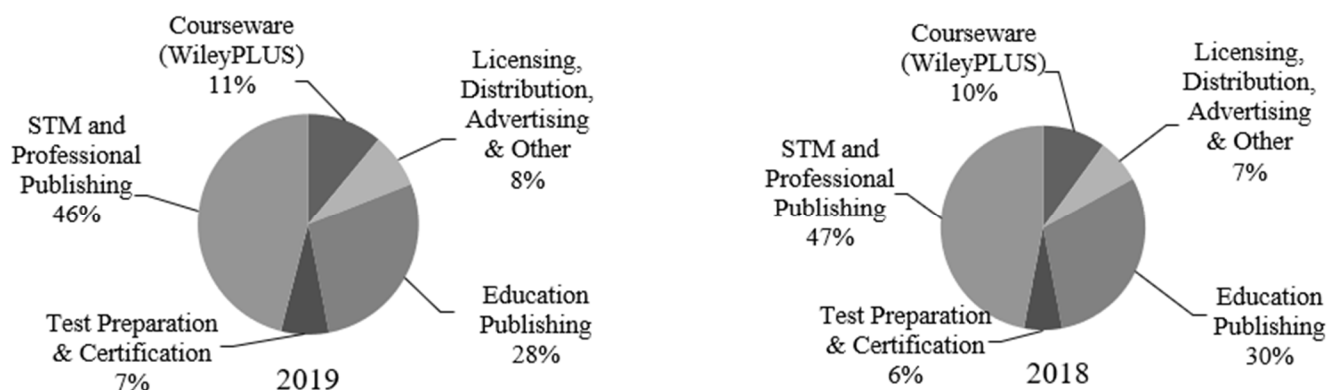 Courseware
(WileyPLUS)
11%
Licensing,
Distribution,
Advertising
& Other
8%
STM and
Professional
Publishing
46%
Education
Publishing
28%
Test Preparation
& Certification
7%
2019
Courseware
(WileyPLUS)
10%
Licensing,
Distribution,
Advertising
& Other
7%
STM and
Professional
Publishing
47%
Education
Publishing
30%
Test Preparation
& Certification
6%
2018